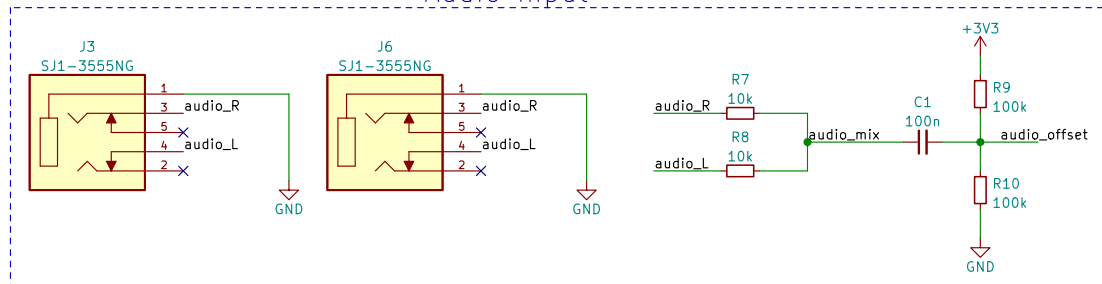 Audio Input
J3
SJ1-3555NG
1
3
audio_R
5
4
audio_L
2
GND
J6
SJ1-3555NG
1
3
audio_R
5
4
audio_L
2
GND
audio_R
R7
10k
R8
10k
audio_L
audio_mix
C1
100n
+3V3
R9
100k
audio_offset
R10
100k
GND